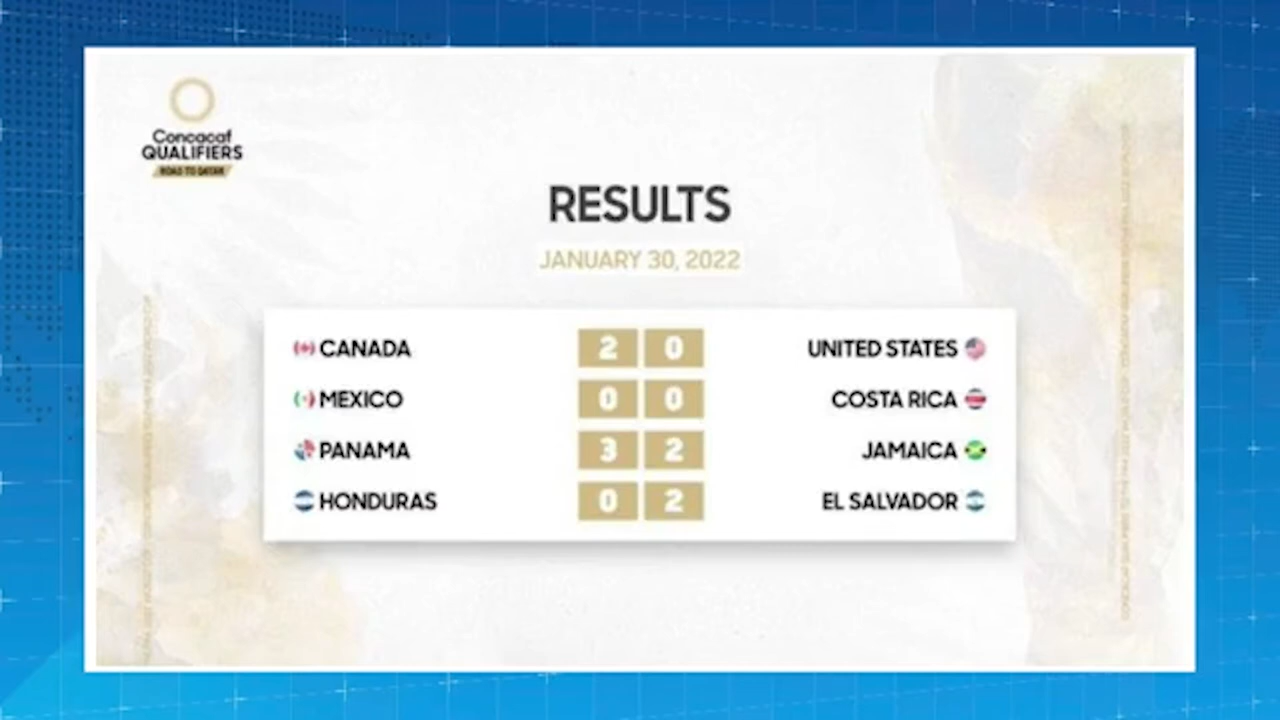 Concacaf
QUALIFIERS
ROAD TO QATAR
RESULTS
JANUARY 30, 2022
CANADA 2 0 UNITED STATES
MEXICO 0 0 COSTA RICA
PANAMA 3 2 JAMAICA
HONDURAS 0 2 EL SALVADOR